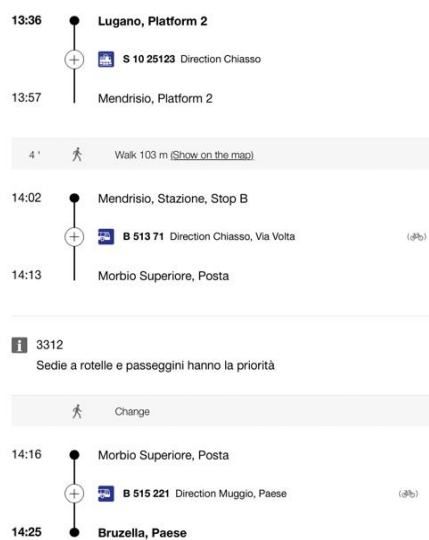 13:36 Lugano, Platform 2
S 10 25123 Direction Chiasso
13:57 Mendrisio, Platform 2
4 ' Walk 103 m (Show on the map)
14:02 Mendrisio, Stazione, Stop B
B 513 71 Direction Chiasso, Via Volta
14:13 Morbio Superiore, Posta
i 3312
Sedie a rotelle e passeggini hanno la priorità
Change
14:16 Morbio Superiore, Posta
B 515 221 Direction Muggio, Paese
14:25 Bruzella, Paese